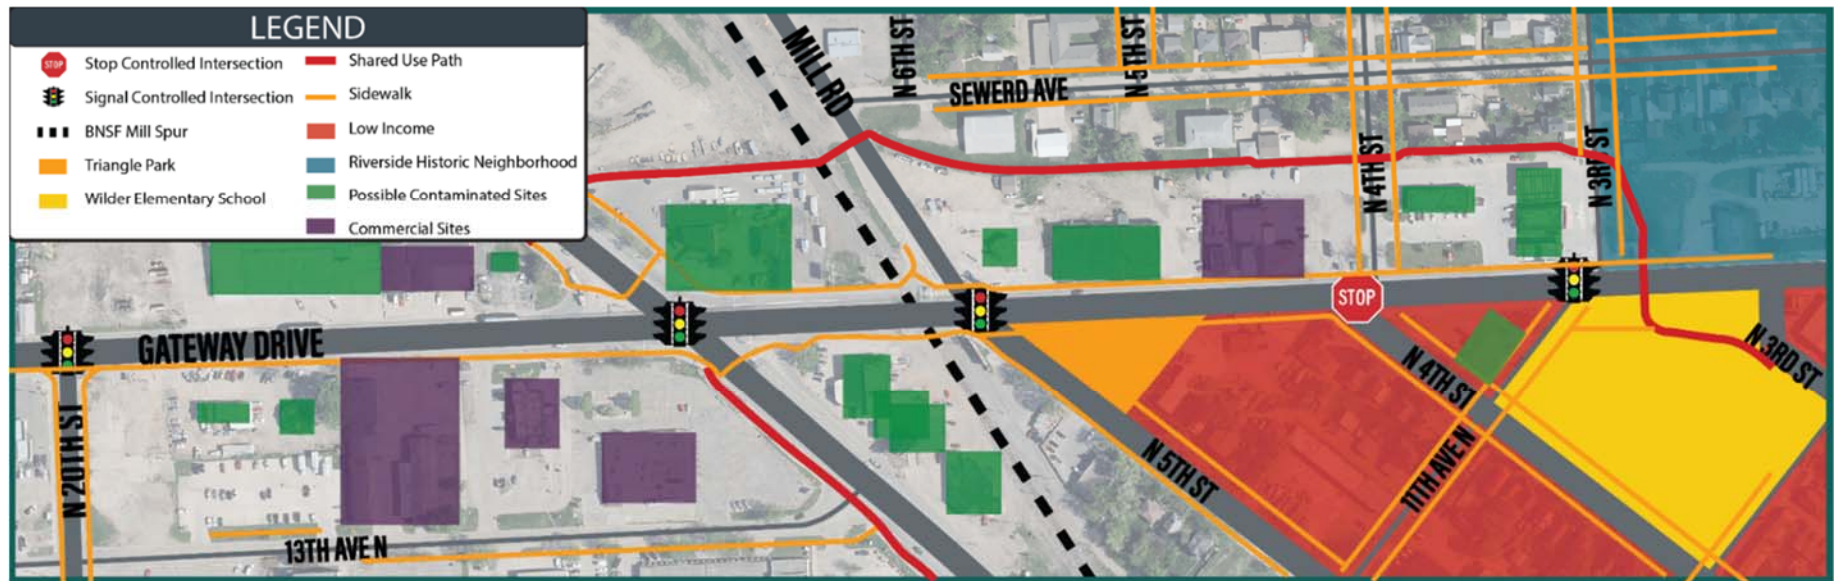 LEGEND
STOP Stop Controlled Intersection
Shared Use Path
Signal Controlled Intersection
Sidewalk
BNSF Mill Spur
Low Income
Triangle Park
Riverside Historic Neighborhood
Wilder Elementary School
Possible Contaminated Sites
Commercial Sites
MILL RD
N 6TH ST
N 5TH ST
SEWERD AVE
N 4TH ST
N 3RD ST
STOP
GATEWAY DRIVE
N 3RD ST
N 4TH ST
N 20TH ST
N 5TH ST
11TH AVE N
13TH AVE N